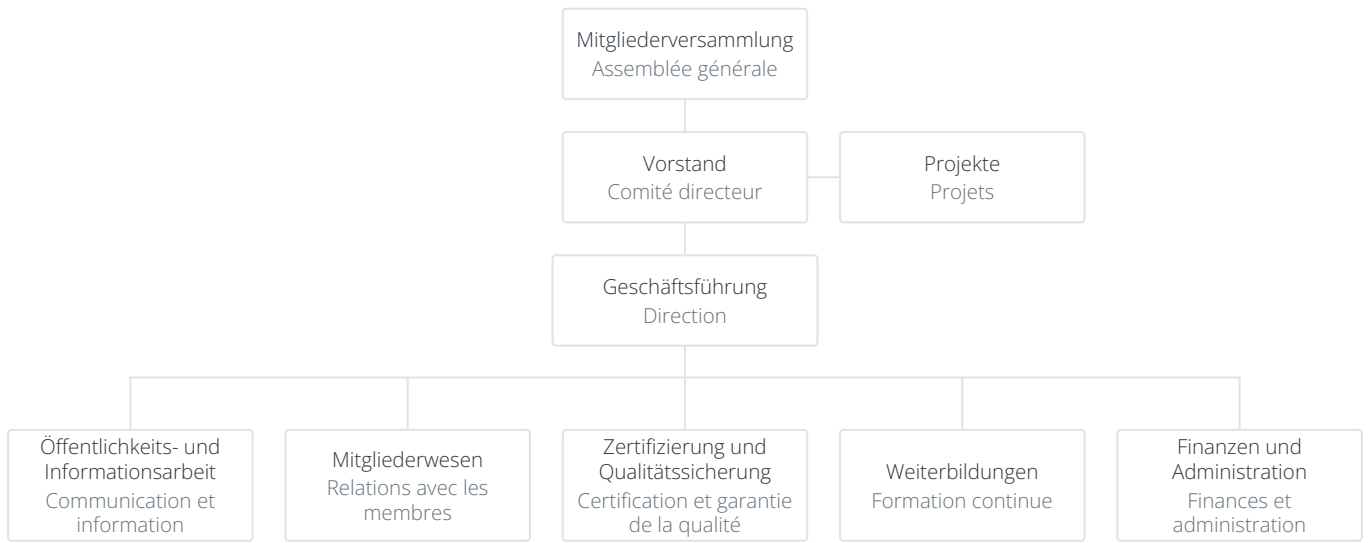 Mitgliederversammlung
Assemblée générale
Vorstand
Comité directeur
Projekte
Projets
Geschäftsführung
Direction
Öffentlichkeits- und
Informationsarbeit
Communication et
information
Mitgliederwesen
Relations avec les
membres
Zertifizierung und
Qualitätssicherung
Certification et garantie
de la qualité
Weiterbildungen
Formation continue
Finanzen und
Administration
Finances et
administration